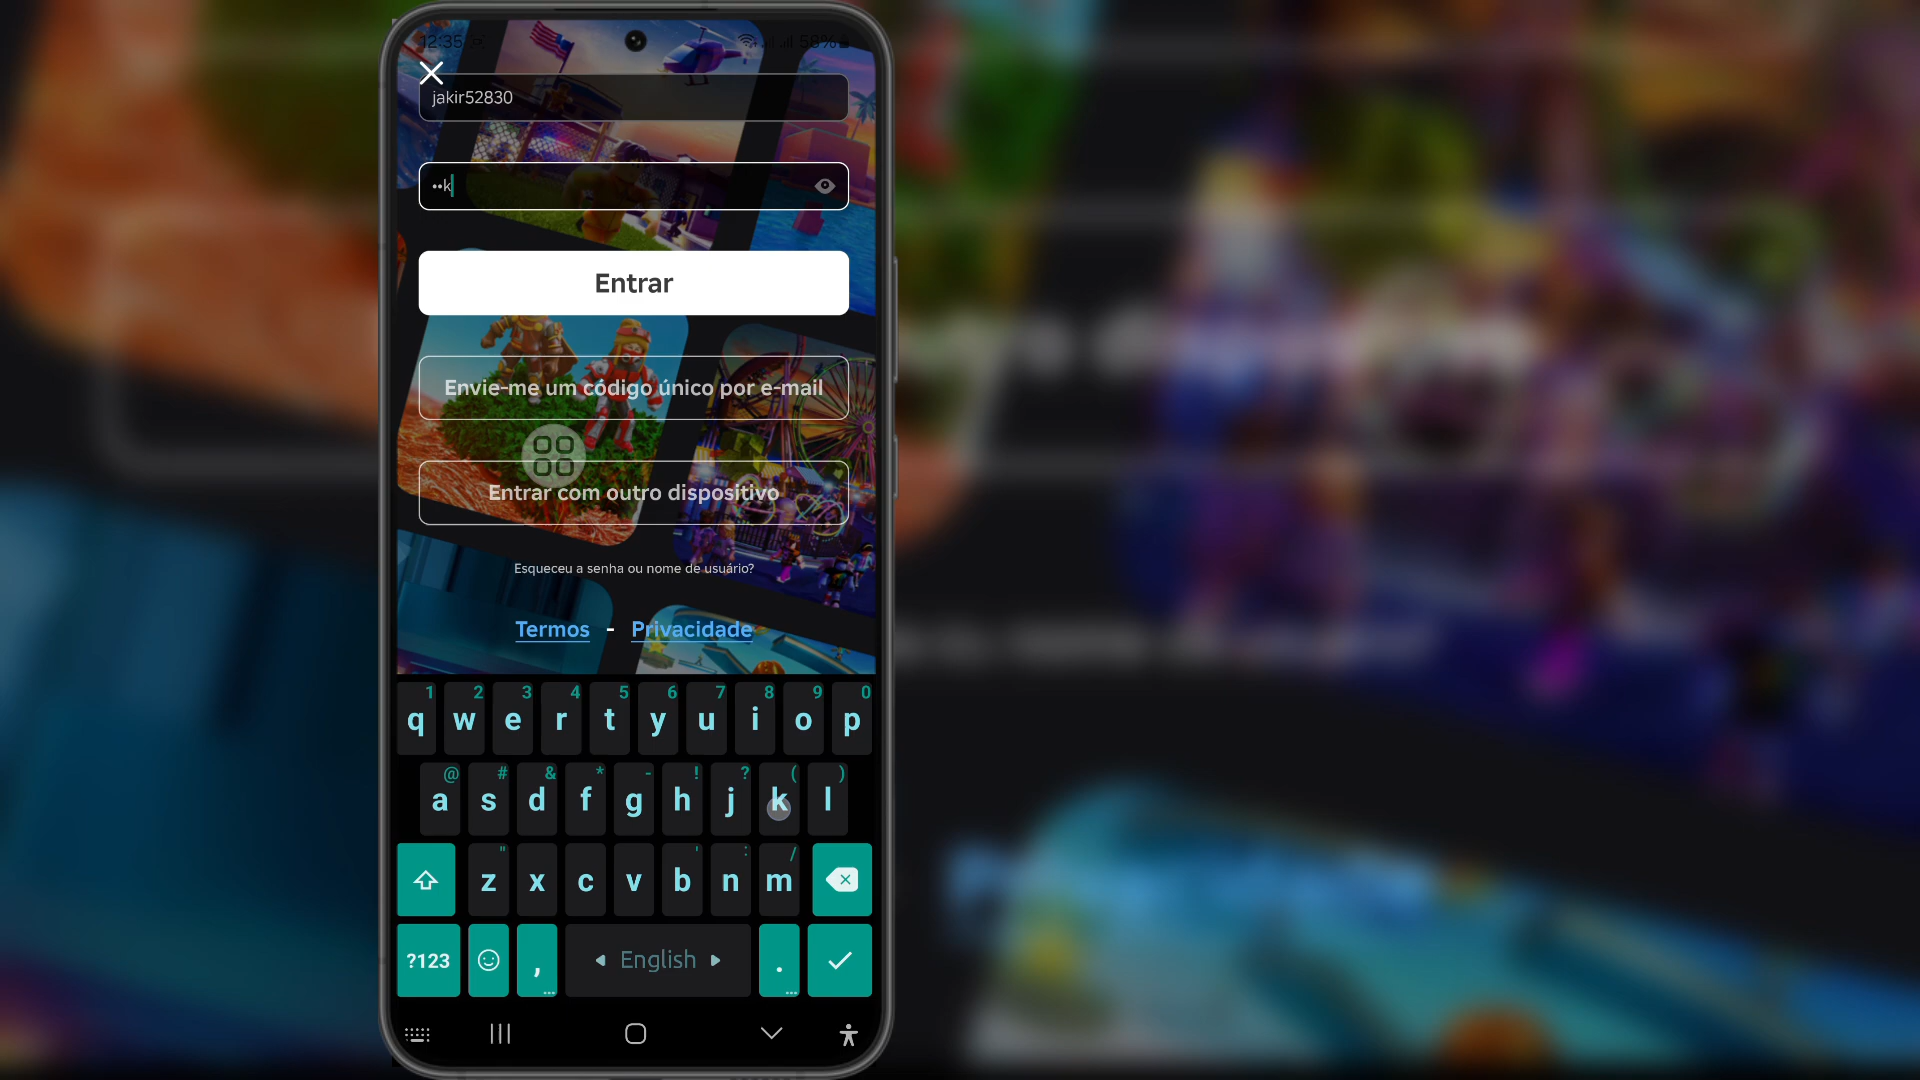 12:35
58%
jakir52830
••k
Entrar
Envie-me um código único por e-mail
Entrar com outro dispositivo
Esqueceu a senha ou nome de usuário?
Termos - Privacidade
1 2 3 4 5 6 7 8 9 0
q w e r t y u i o p
@ # & * - ! ? ( )
a s d f g h j k l
" ' : /
z x c v b n m
?123 , English .